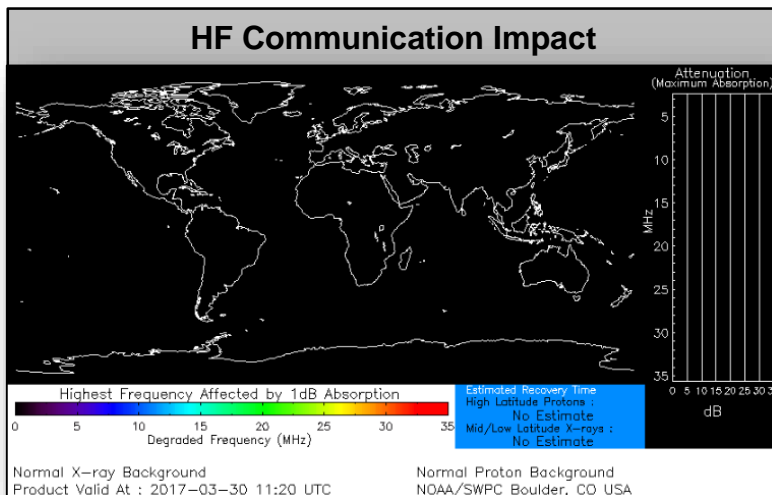 HF Communication Impact
Attenuation
(Maximum Absorption)
5
10
15
20
25
30
35
MHz
0 5 10 15 20 25 30
dB
Highest Frequency Affected by 1dB Absorption
0 5 10 15 20 25 30 35
Degraded Frequency (MHz)
Estimated Recovery Time
High Latitude Protons :
No Estimate
Mid/Low Latitude X-rays :
No Estimate
Normal X-ray Background
Normal Proton Background
Product Valid At : 2017-03-30 11:20 UTC
NOAA/SWPC Boulder, CO USA